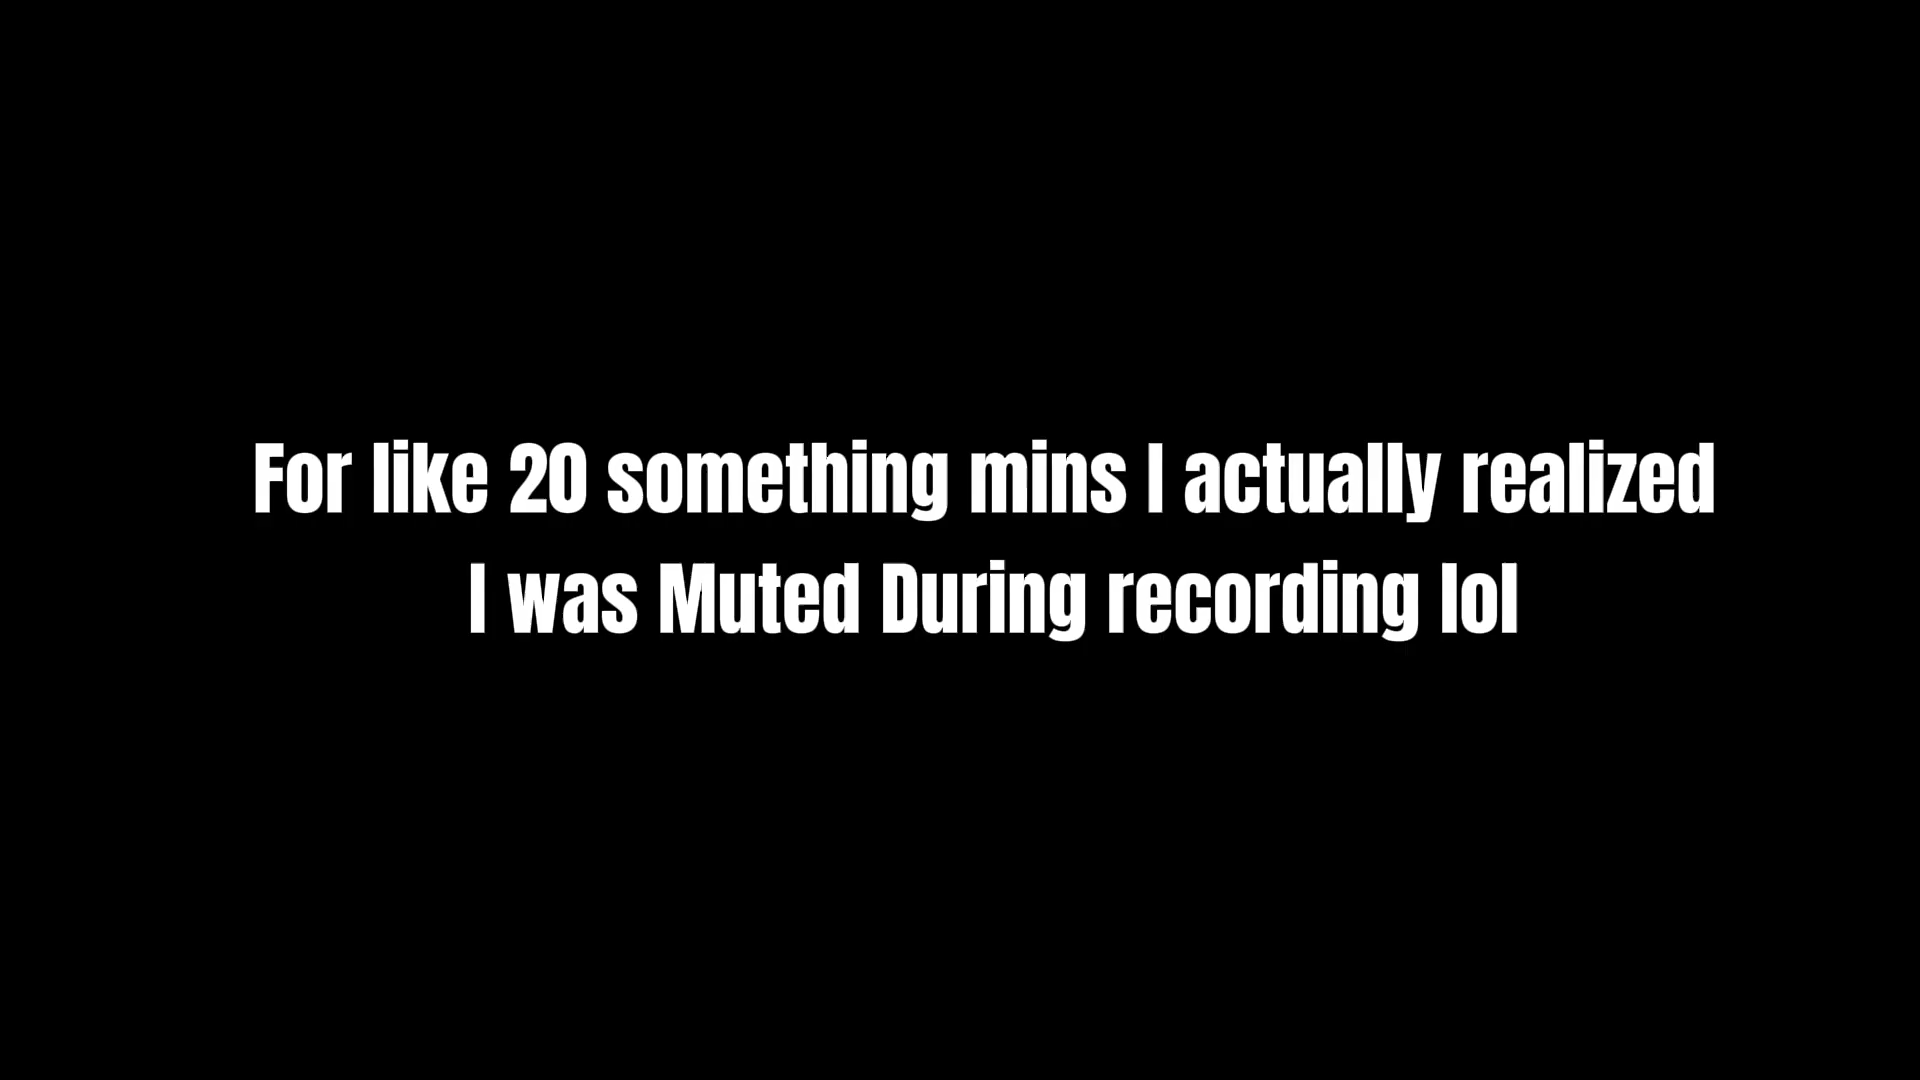 For like 20 something mins I actually realized
I was Muted During recording lol